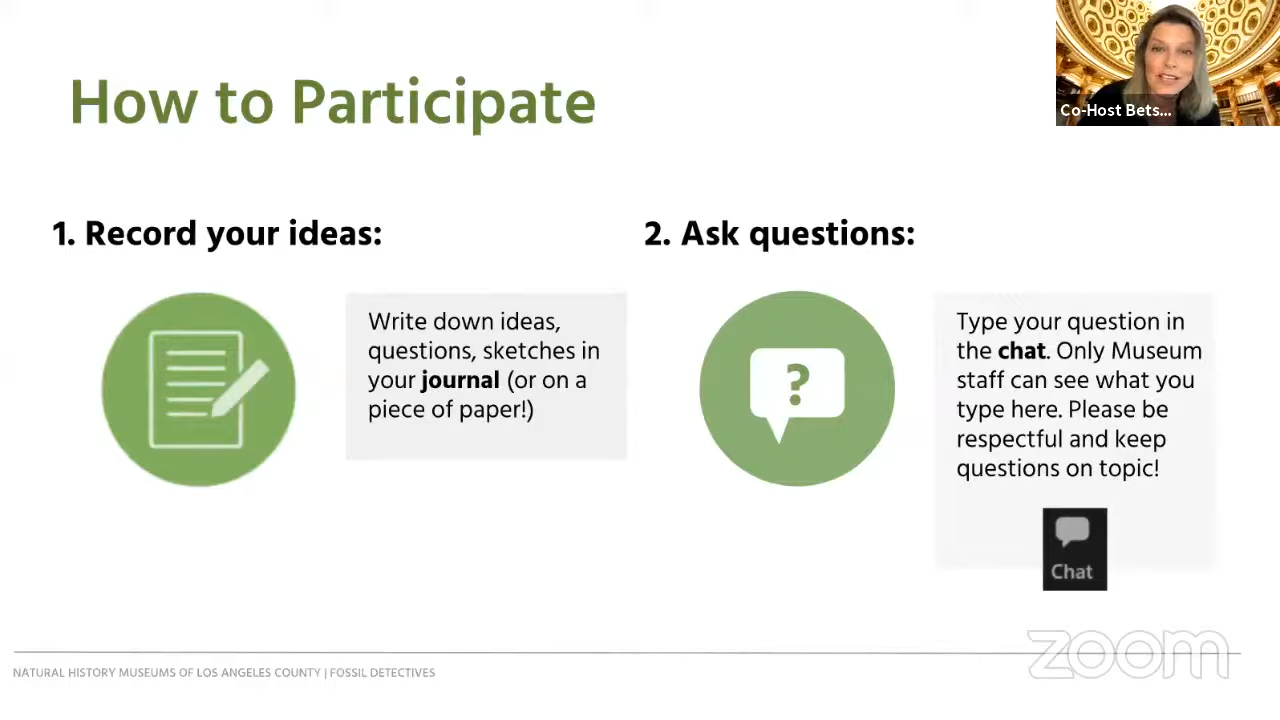 How to Participate
Co-Host Bets...
1. Record your ideas:
Write down ideas,
questions, sketches in
your journal (or on a
piece of paper!)
2. Ask questions:
?
Type your question in
the chat. Only Museum
staff can see what you
type here. Please be
respectful and keep
questions on topic!
Chat
zoom
NATURAL HISTORY MUSEUMS OF LOS ANGELES COUNTY | FOSSIL DETECTIVES